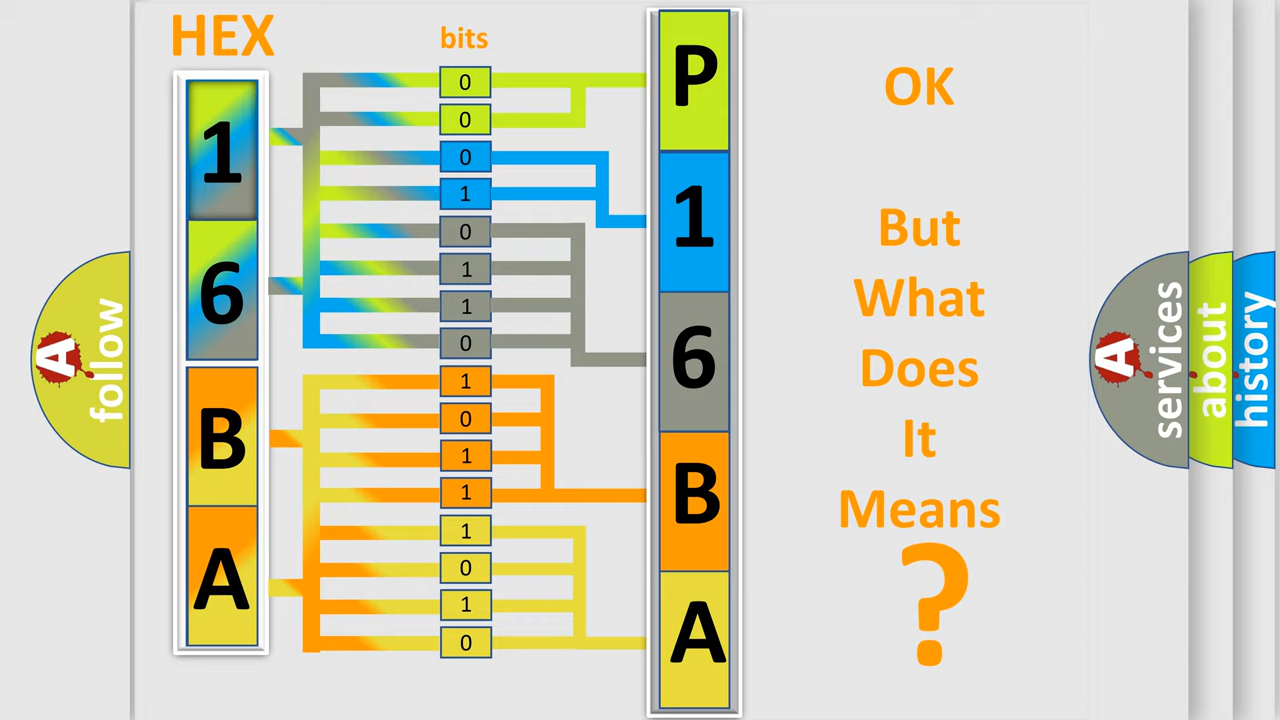 HEX
bits
1
6
B
A
0
0
0
1
0
1
1
0
1
0
1
1
1
0
1
0
P
1
6
B
A
OK
But
What
Does
It
Means
?
A
follow
A
services
about
history